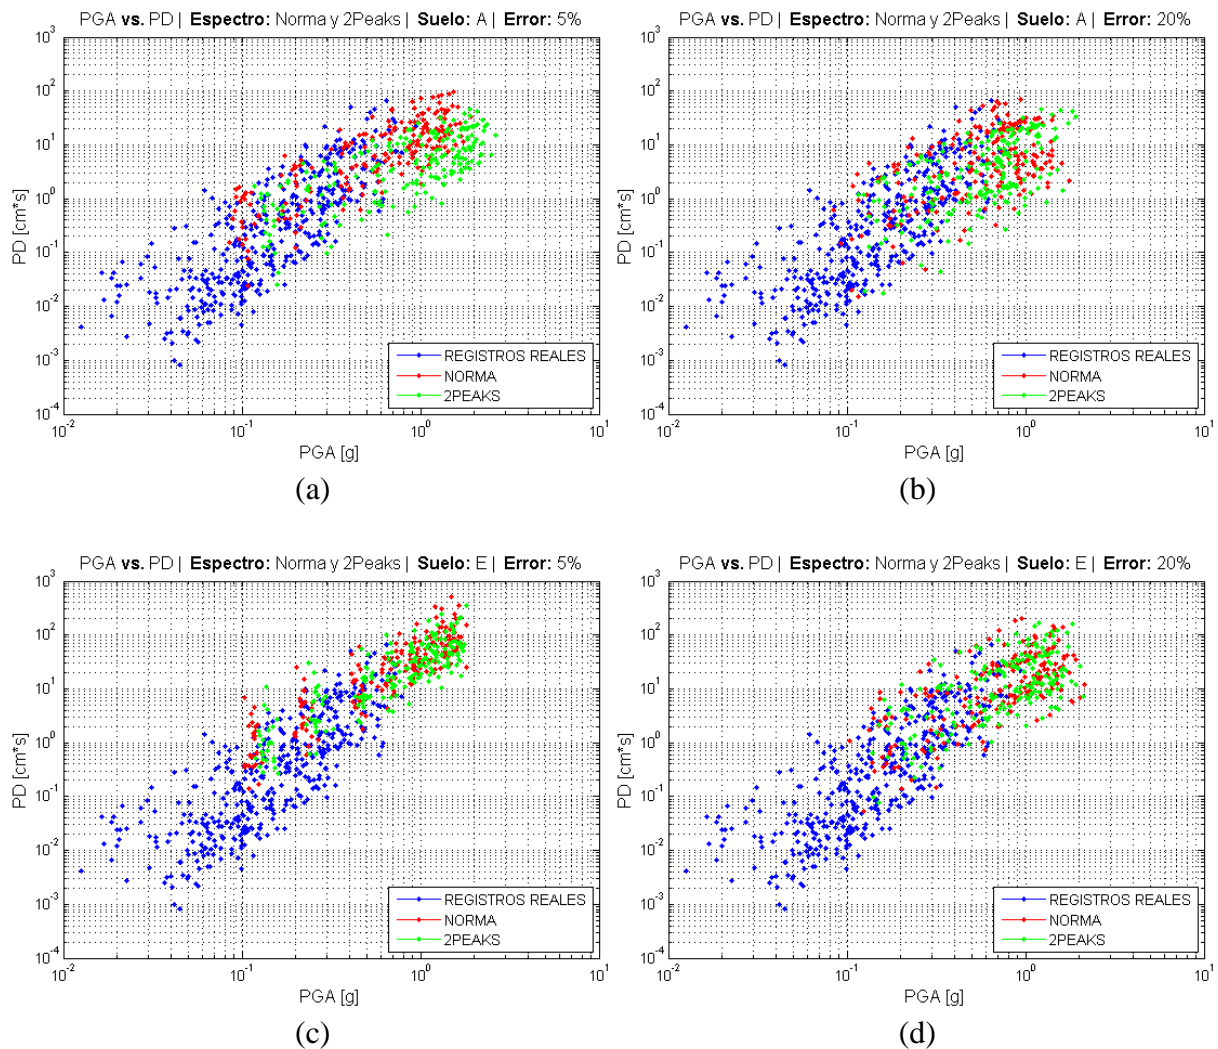 PGA vs. PD | Espectro: Norma y 2Peaks | Suelo: A | Error: 5%
10^3
10^2
10^1
10^0
10^-1
10^-2
10^-3
10^-4
PD [cm*s]
REGISTROS REALES
NORMA
2PEAKS
10^-2
10^-1
10^0
10^1
PGA [g]
(a)
PGA vs. PD | Espectro: Norma y 2Peaks | Suelo: A | Error: 20%
10^3
10^2
10^1
10^0
10^-1
10^-2
10^-3
10^-4
PD [cm*s]
REGISTROS REALES
NORMA
2PEAKS
10^-2
10^-1
10^0
10^1
PGA [g]
(b)
PGA vs. PD | Espectro: Norma y 2Peaks | Suelo: E | Error: 5%
10^3
10^2
10^1
10^0
10^-1
10^-2
10^-3
10^-4
PD [cm*s]
REGISTROS REALES
NORMA
2PEAKS
10^-2
10^-1
10^0
10^1
PGA [g]
(c)
PGA vs. PD | Espectro: Norma y 2Peaks | Suelo: E | Error: 20%
10^3
10^2
10^1
10^0
10^-1
10^-2
10^-3
10^-4
PD [cm*s]
REGISTROS REALES
NORMA
2PEAKS
10^-2
10^-1
10^0
10^1
PGA [g]
(d)